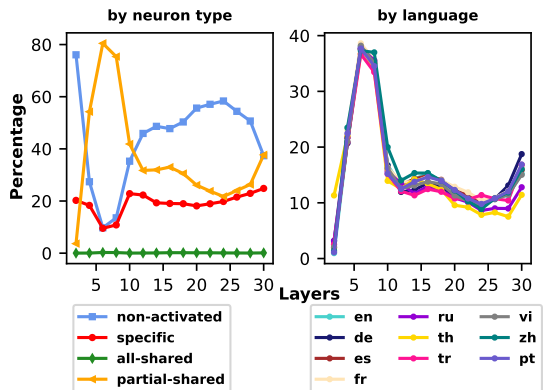 by neuron type
by language
Percentage
80
60
40
20
0
5 10 15 20 25 30
40
30
20
10
0
5 10 15 20 25 30
Layers
non-activated
specific
all-shared
partial-shared
en ru vi
de th zh
es tr pt
fr